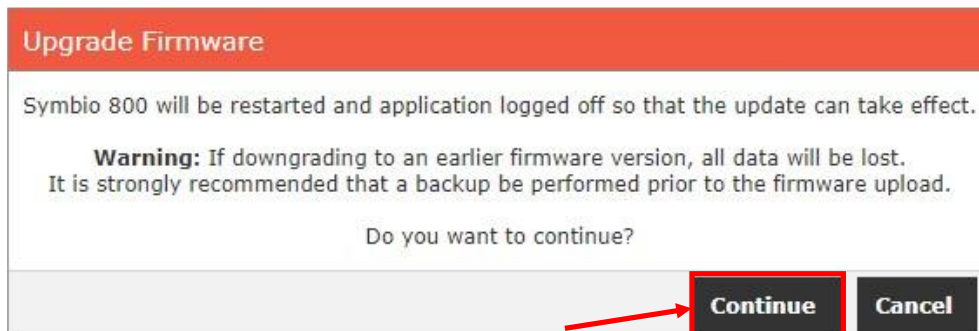 Upgrade Firmware
Symbio 800 will be restarted and application logged off so that the update can take effect.
Warning: If downgrading to an earlier firmware version, all data will be lost.
It is strongly recommended that a backup be performed prior to the firmware upload.
Do you want to continue?
Continue Cancel